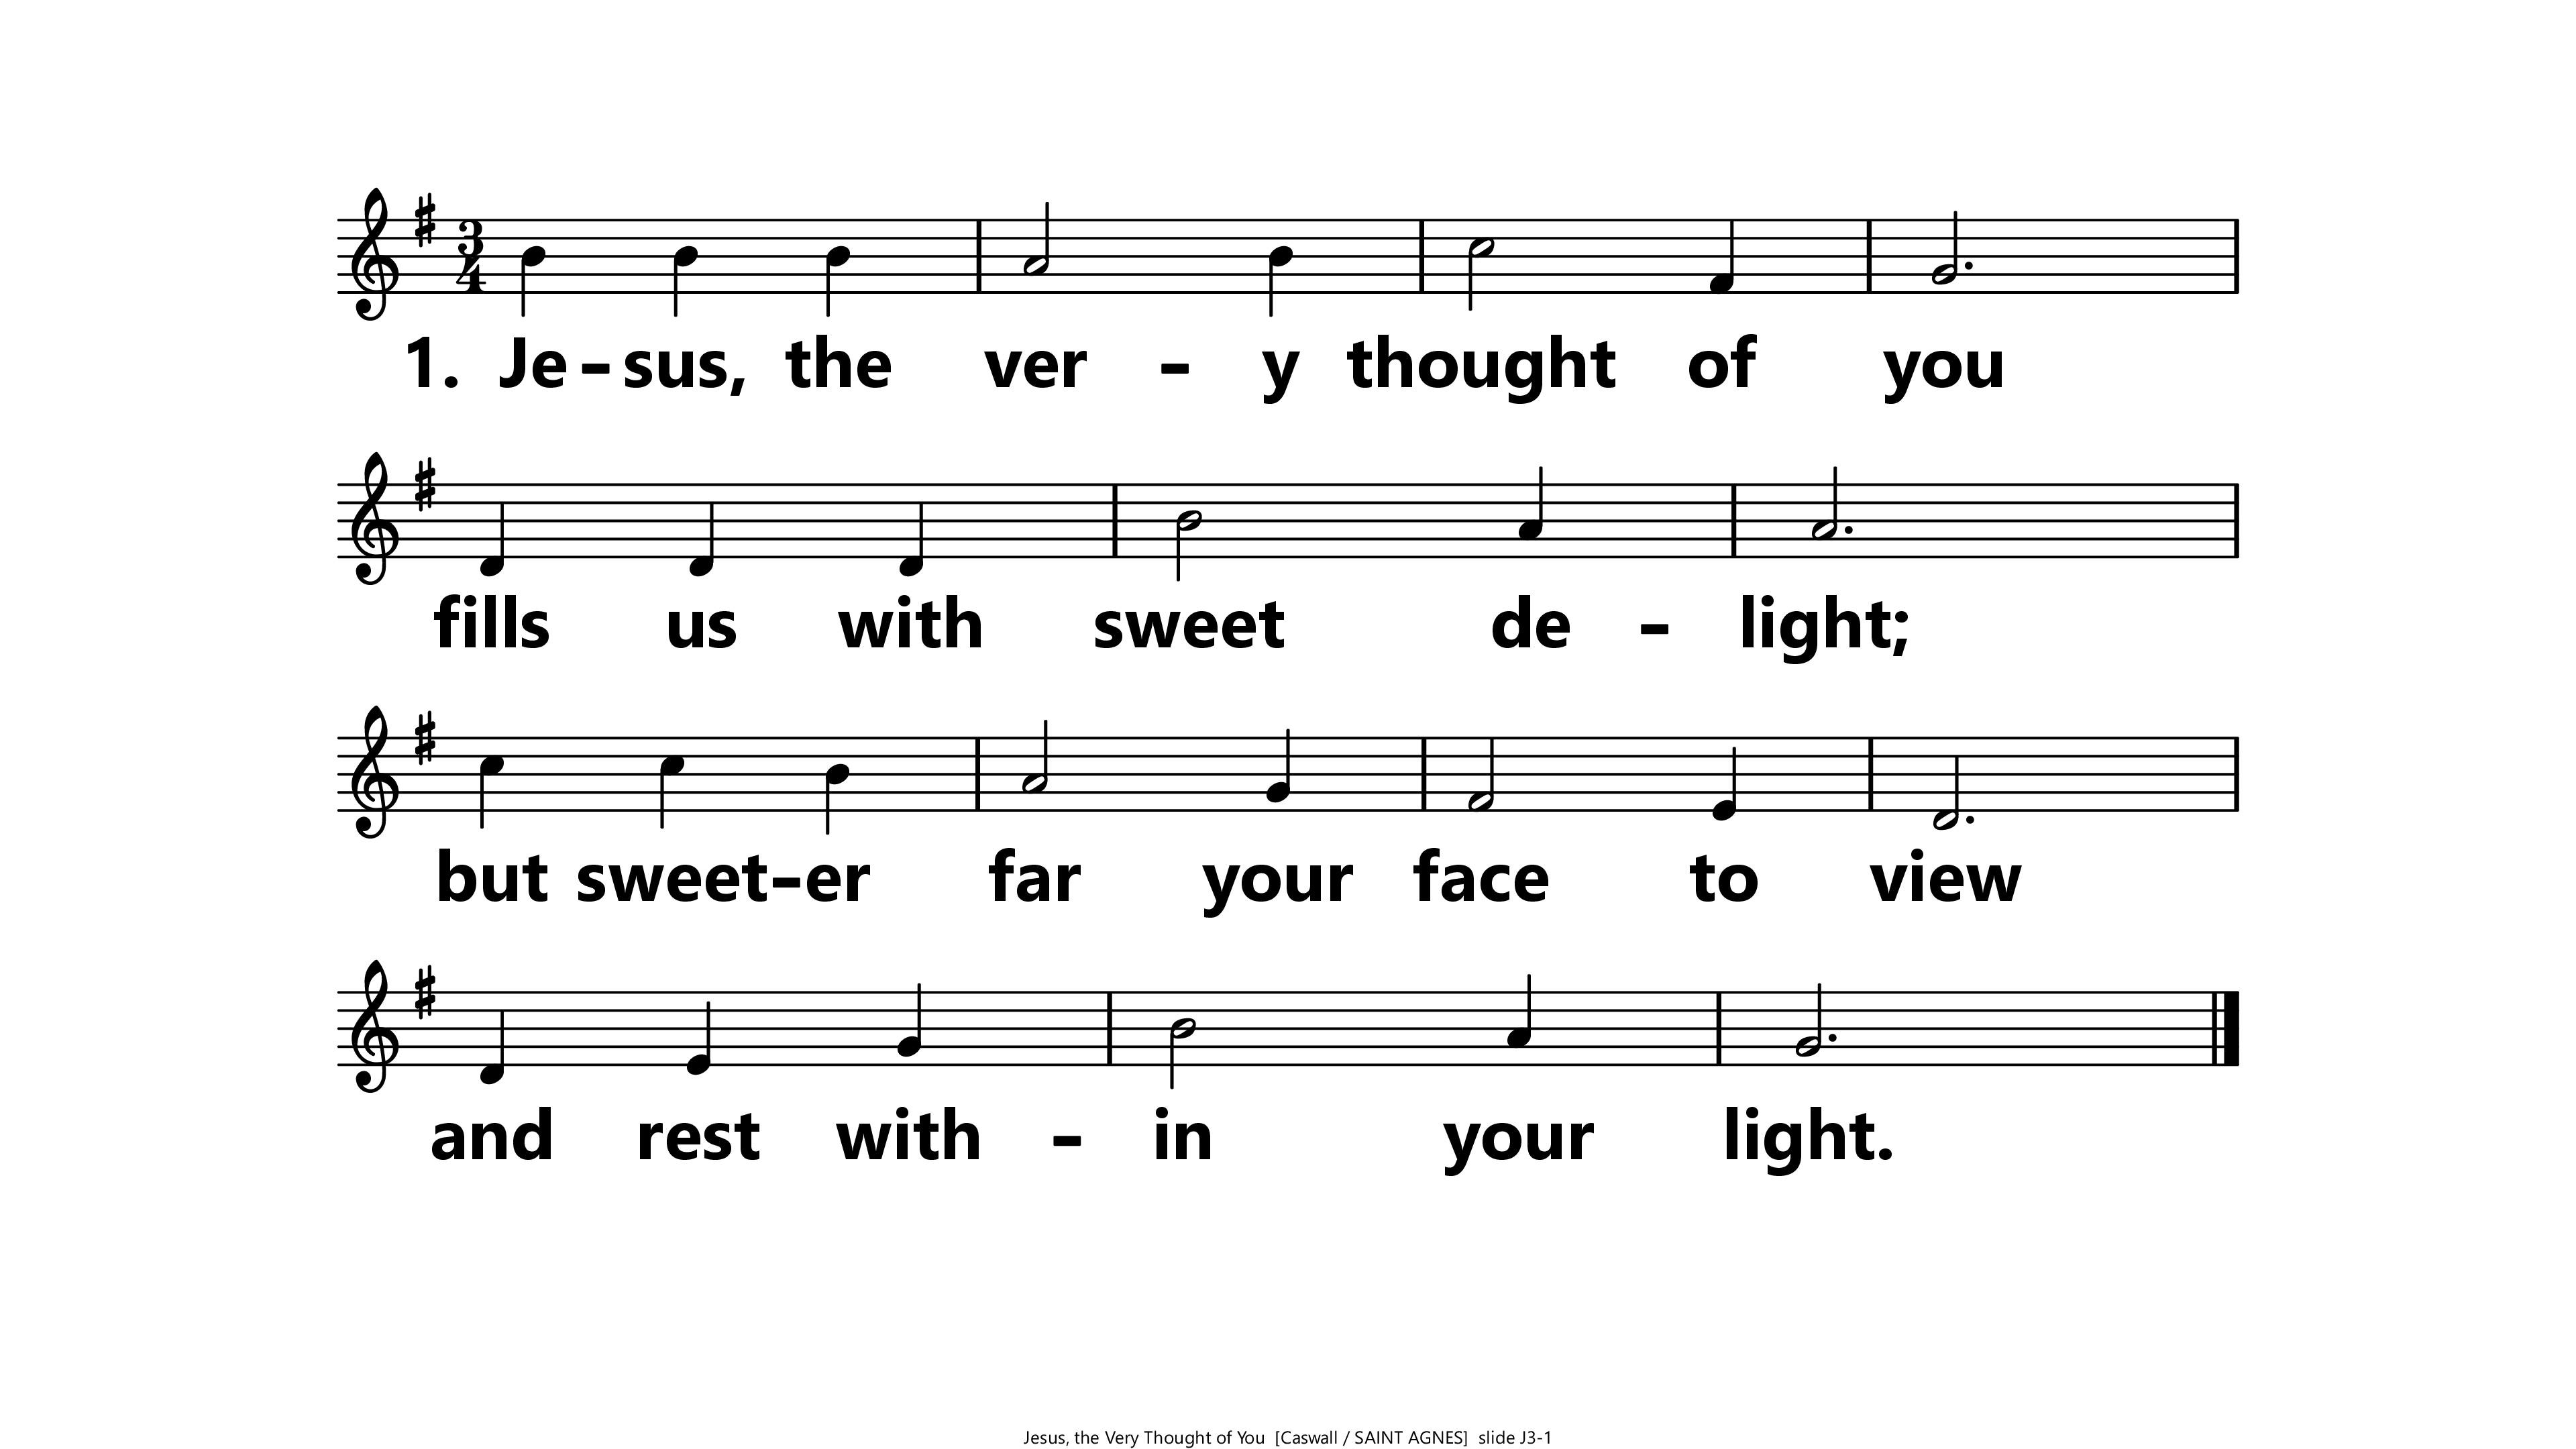 1. Je - sus, the ver - y thought of you
fills us with sweet de - light;
but sweet-er far your face to view
and rest with - in your light.
Jesus, the Very Thought of You [Caswall / SAINT AGNES] slide J3-1